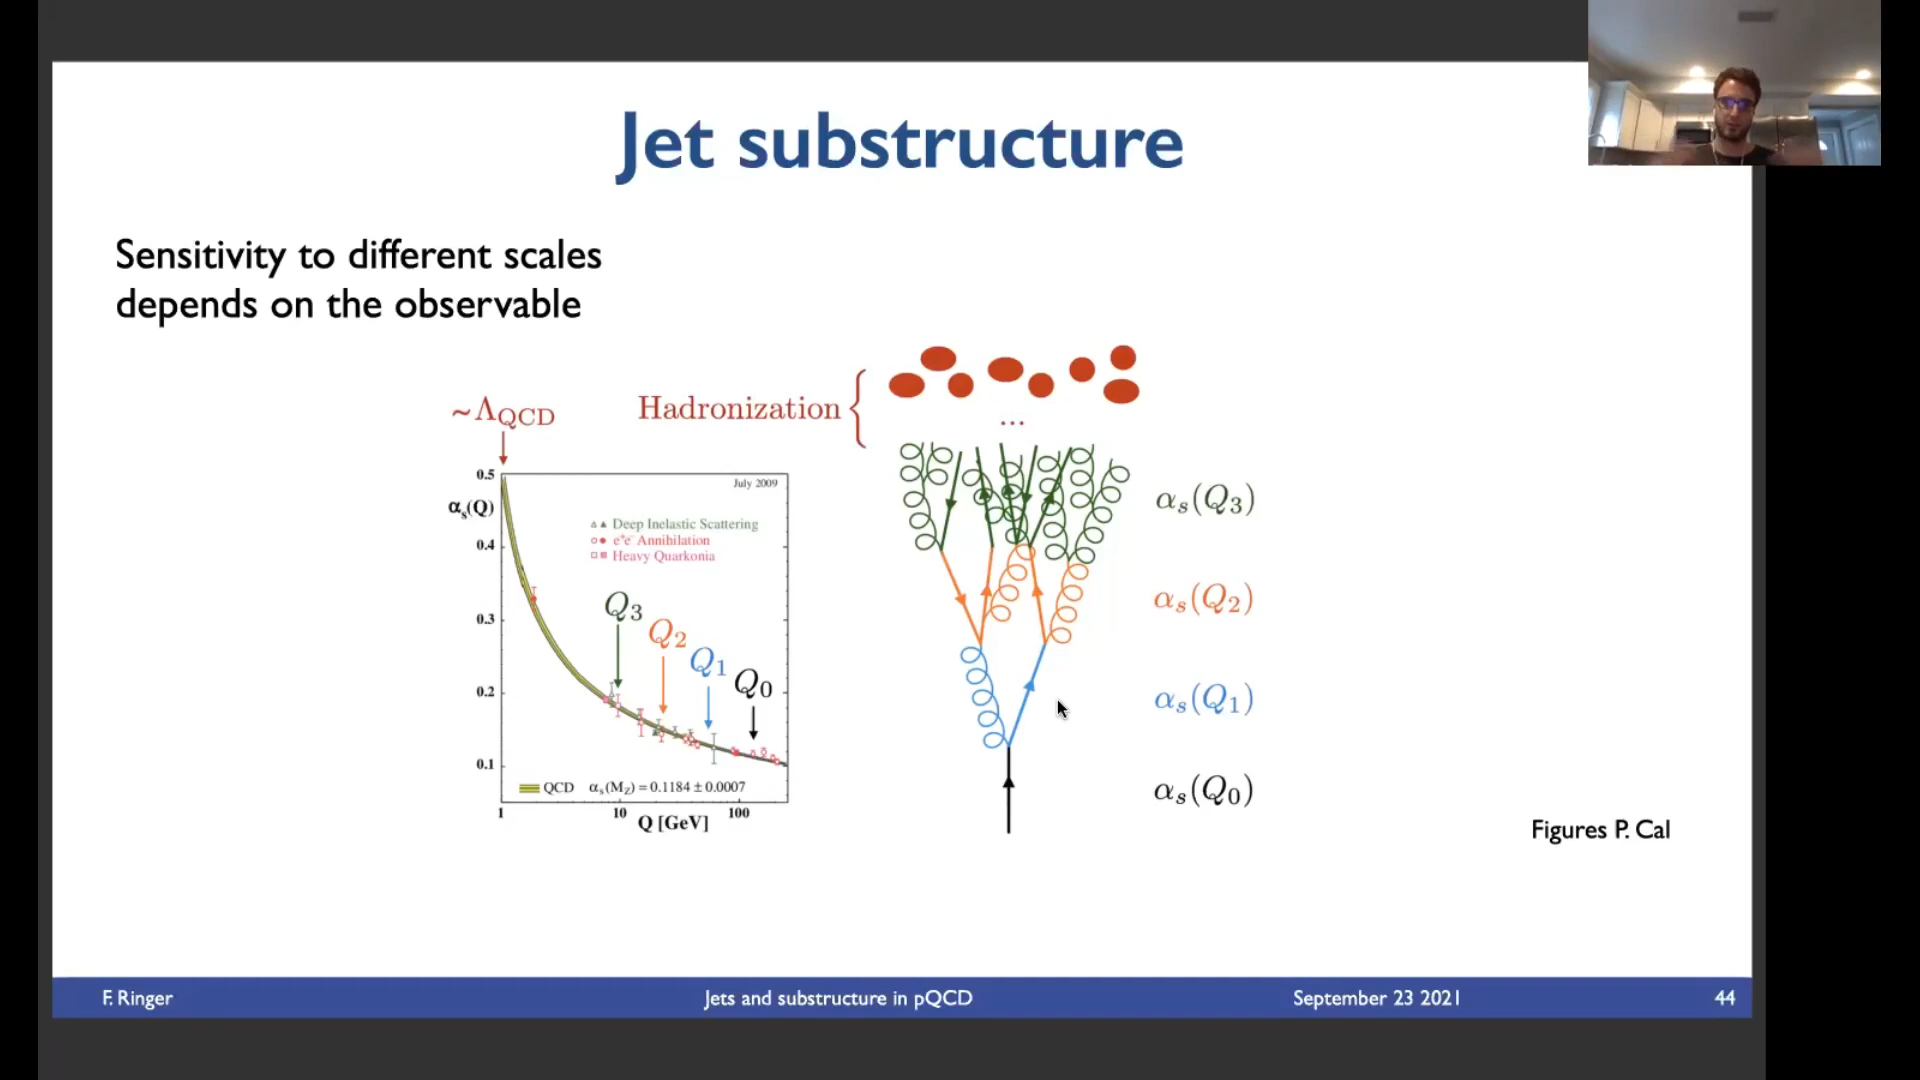 Jet substructure
Sensitivity to different scales
depends on the observable
~Λ_QCD
Hadronization
...
0.5
α_s(Q)
0.4
0.3
0.2
0.1
July 2009
Deep Inelastic Scattering
e⁺e⁻ Annihilation
Heavy Quarkonia
Q₃
Q₂
Q₁
Q₀
QCD α_s(M_Z) = 0.1184 ± 0.0007
1 10 100
Q [GeV]
α_s(Q₃)
α_s(Q₂)
α_s(Q₁)
α_s(Q₀)
Figures P. Cal
F. Ringer Jets and substructure in pQCD September 23 2021 44